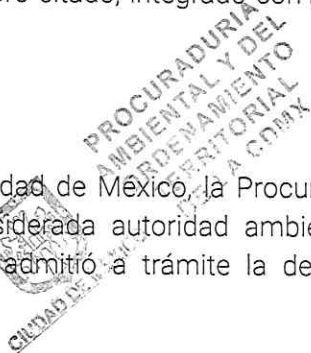 citado, integrado con
PROCURADURIA
AMBIENTAL Y DEL
ORDENAMIENTO
TERRITORIAL
DE LA CDMX
dad de México, la Procur
siderada autoridad ambie
admitió a trámite la de
CIUDAD DE